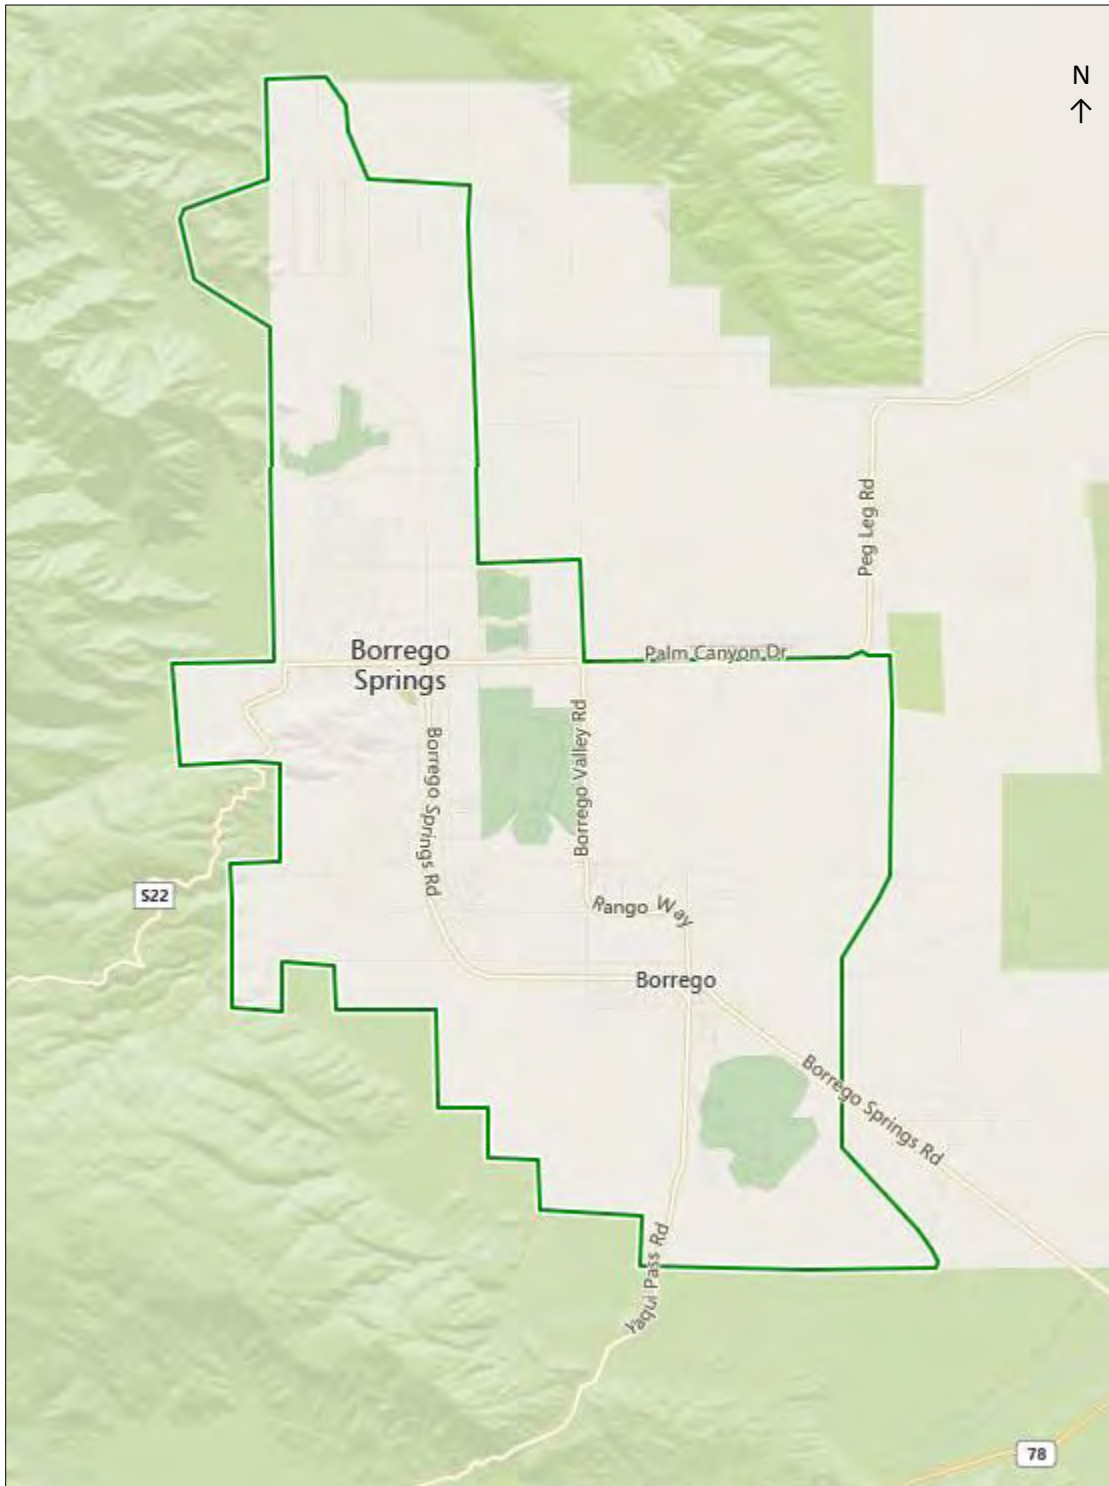 N
↑
Peg Leg Rd
Borrego
Springs
Palm Canyon Dr
Borrego Springs Rd
Borrego Valley Rd
S22
Rango Way
Borrego
Borrego Springs Rd
Yaqui Pass Rd
78